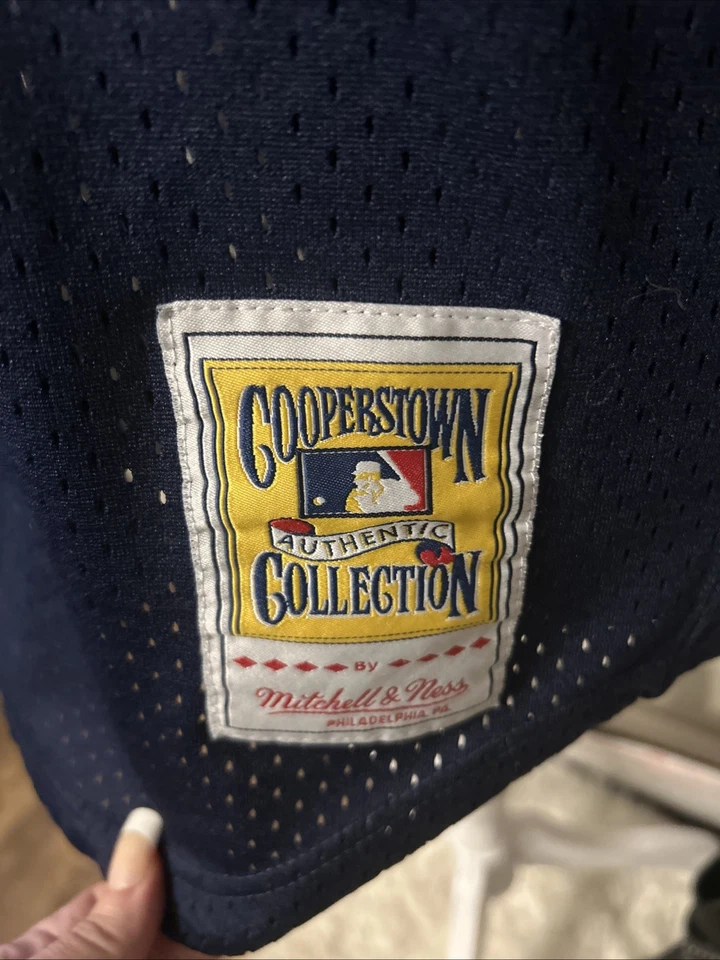 COOPERSTOWN
AUTHENTIC
COLLECTION
BY
Mitchell & Ness
PHILADELPHIA, PA.